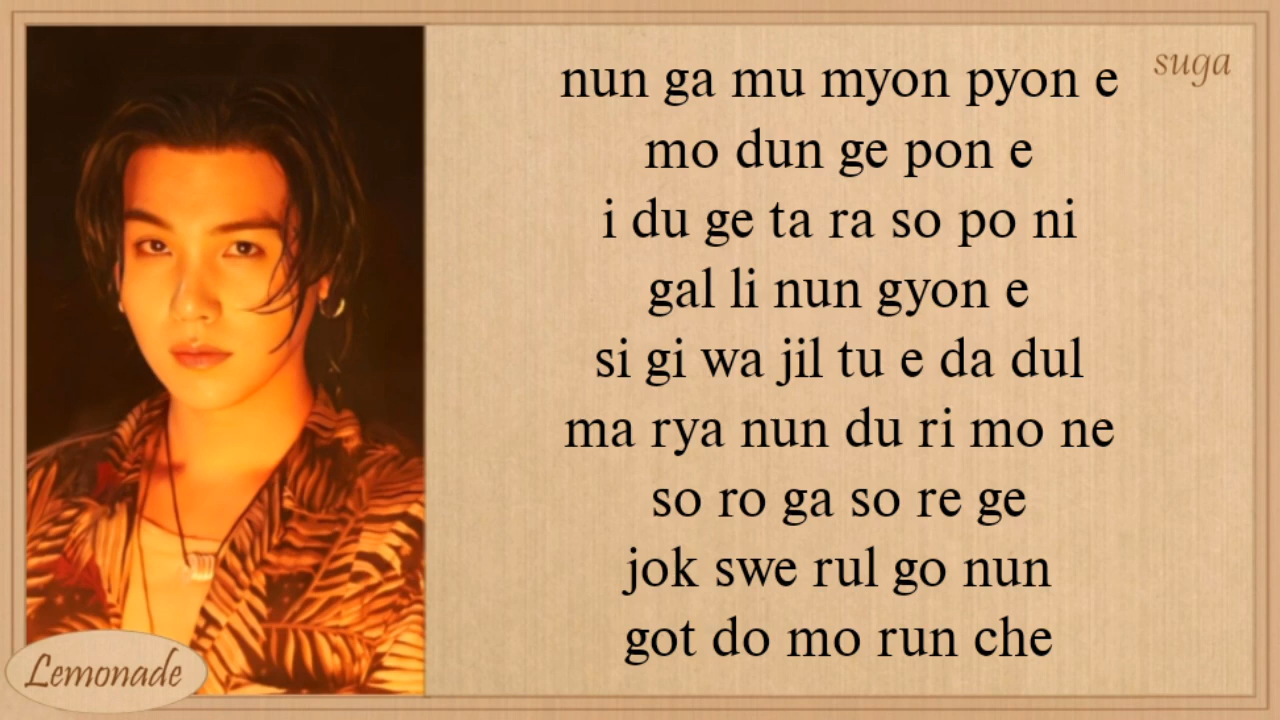 suga
nun ga mu myon pyon e
mo dun ge pon e
i du ge ta ra so po ni
gal li nun gyon e
si gi wa jil tu e da dul
ma rya nun du ri mo ne
so ro ga so re ge
jok swe rul go nun
got do mo run che
Lemonade